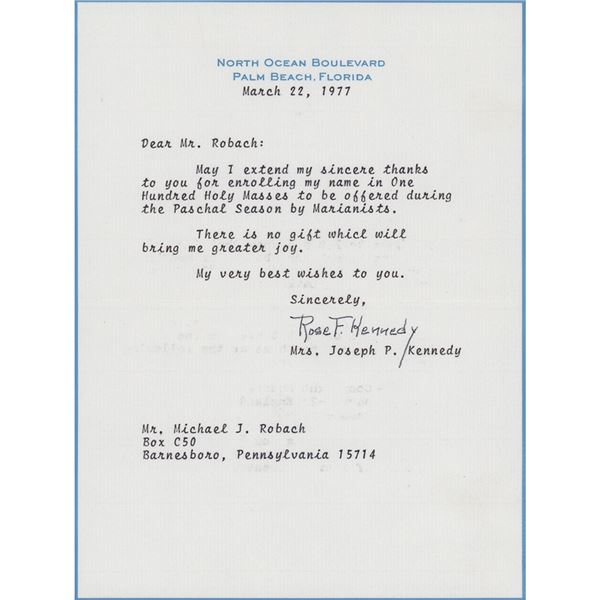 NORTH OCEAN BOULEVARD
PALM BEACH, FLORIDA
March 22, 1977
Dear Mr. Robach:
May I extend my sincere thanks
to you for enrolling my name in One
Hundred Holy Masses to be offered during
the Paschal Season by Marianists.
There is no gift whicl will
bring me greater joy.
My very best wishes to you.
Sincerely,
Rose F. Kennedy
Mrs. Joseph P. Kennedy
Mr. Michael J. Robach
Box C50
Barnesboro, Pennsylvania 15714